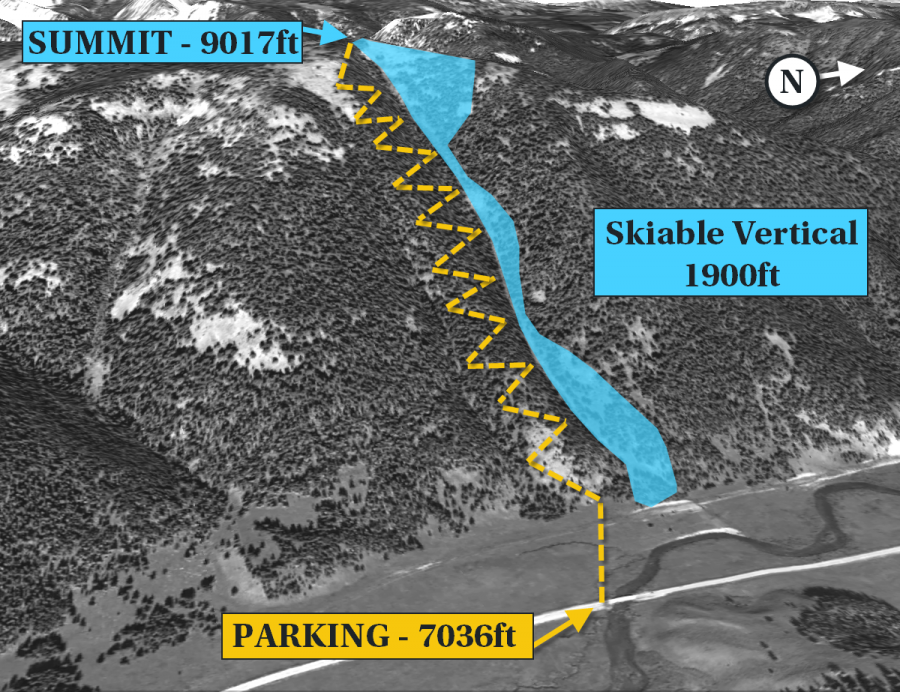 SUMMIT - 9017ft
N
Skiable Vertical
1900ft
PARKING - 7036ft